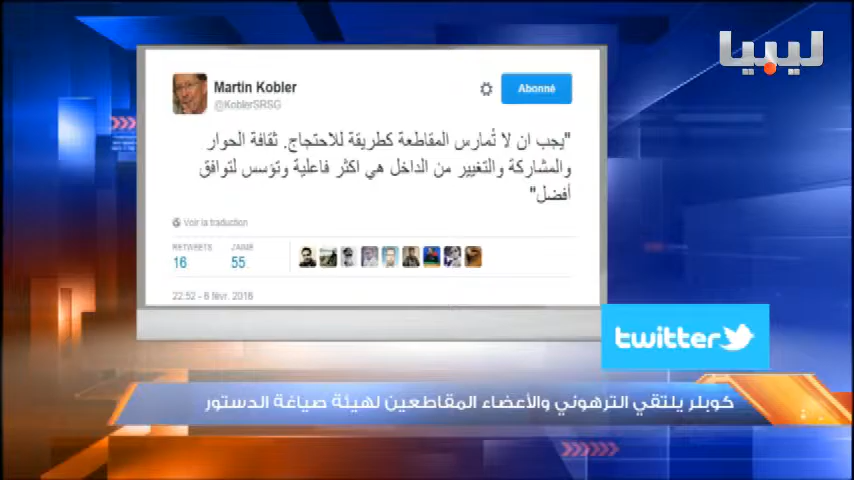 ليبيا
Martin Kobler
@KoblerSRSG
Abonné
"يجب ان لا تُمارس المقاطعة كطريقة للاحتجاج. ثقافة الحوار
والمشاركة والتغيير من الداخل هي اكثر فاعلية وتؤسس لتوافق
أفضل"
Voir la traduction
RETWEETS J'AIME
16 55
22:52 - 6 févr. 2016
twitter
كوبلر يلتقي الترهوني والأعضاء المقاطعين لهيئة صياغة الدستور